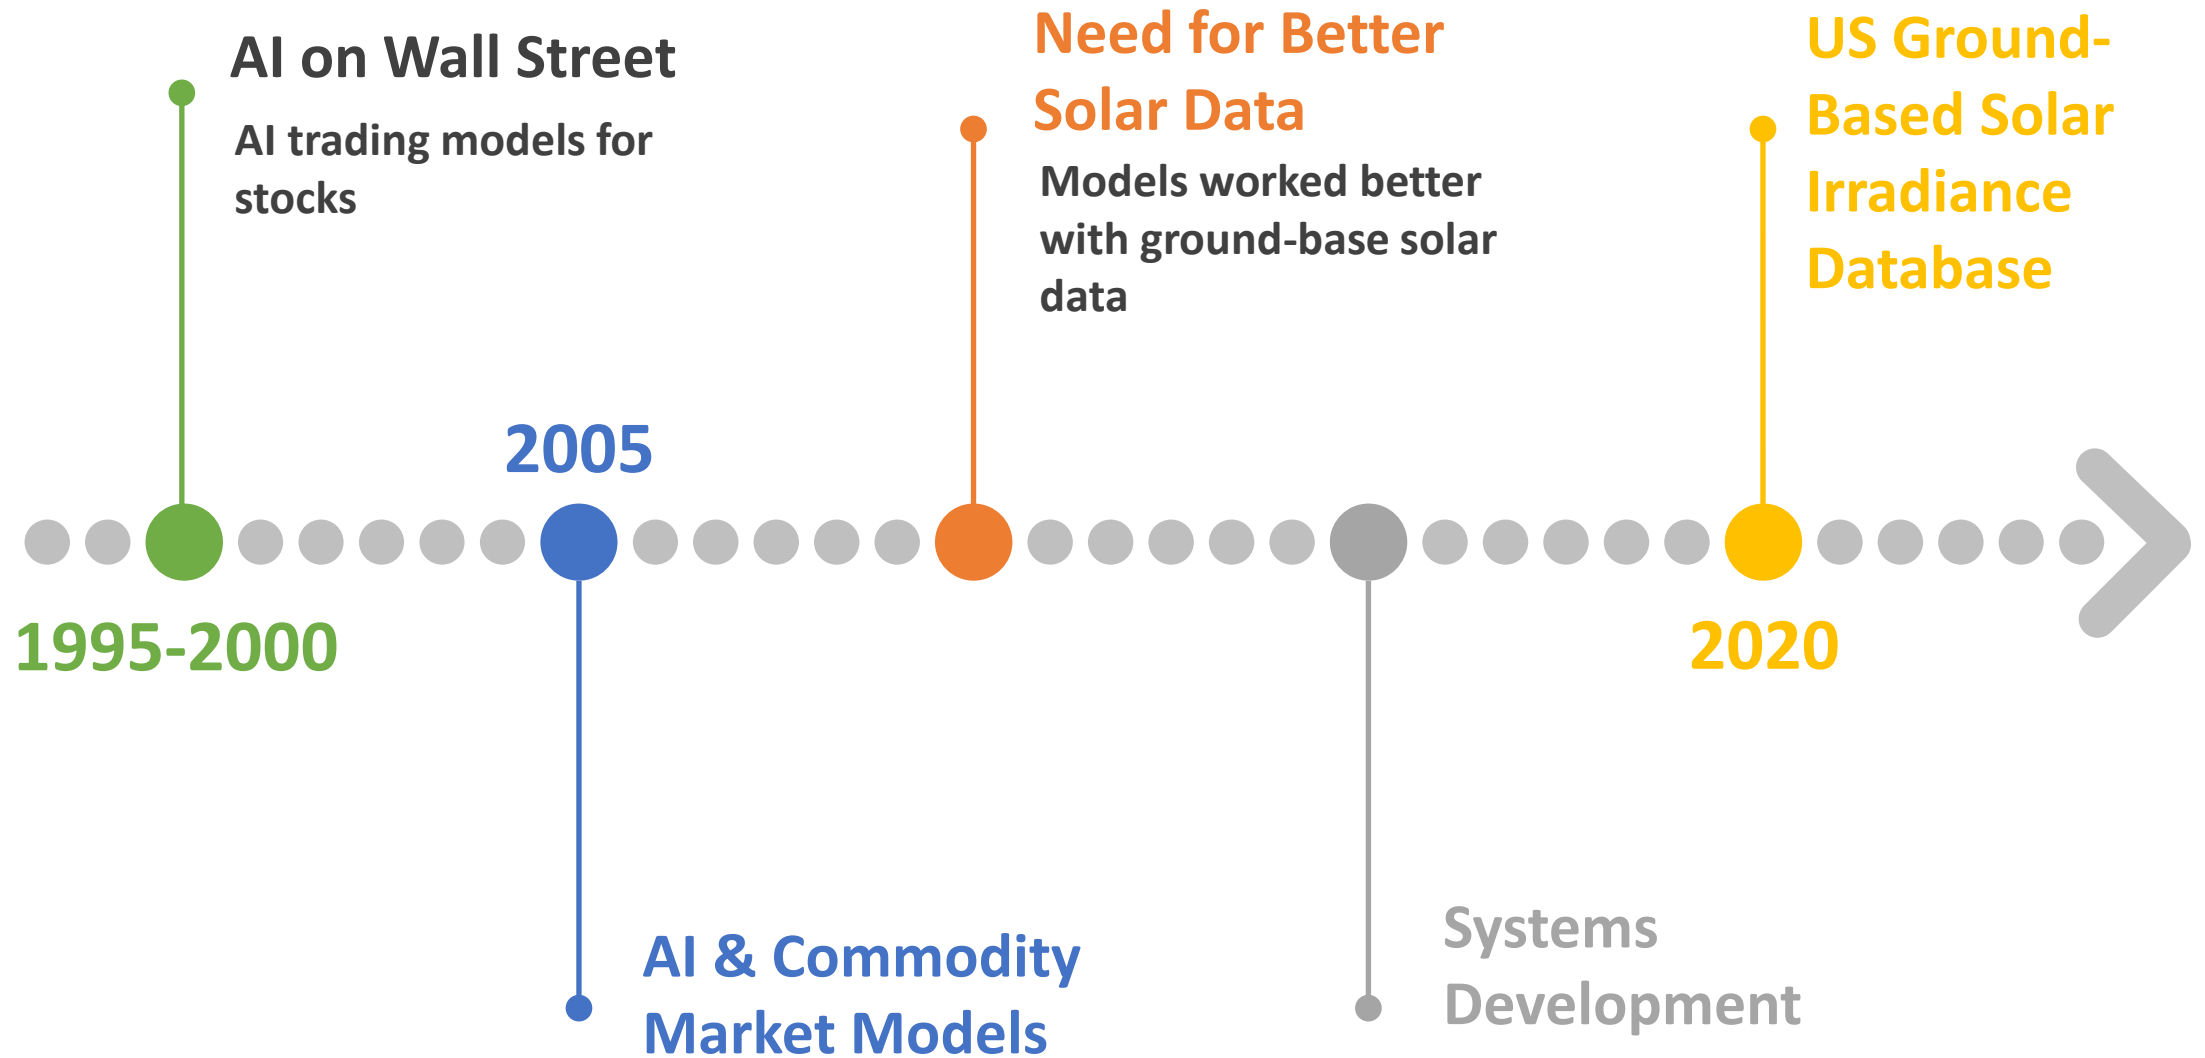 AI on Wall Street
AI trading models for
stocks
1995-2000
2005
AI & Commodity
Market Models
Need for Better
Solar Data
Models worked better
with ground-base solar
data
Systems
Development
US Ground-
Based Solar
Irradiance
Database
2020